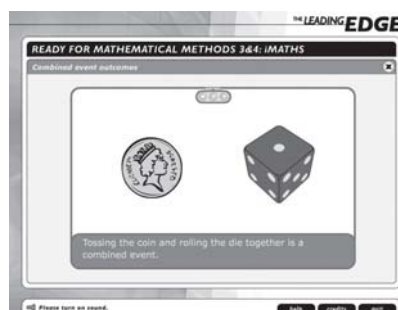 THE LEADING EDGE
READY FOR MATHEMATICAL METHODS 3&4: iMATHS
Combined event outcomes
Tossing the coin and rolling the die together is a
combined event.
Please turn on sound.
help credits quit